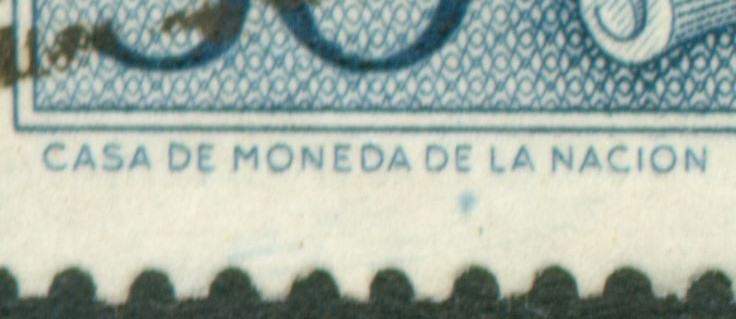 CASA DE MONEDA DE LA NACION